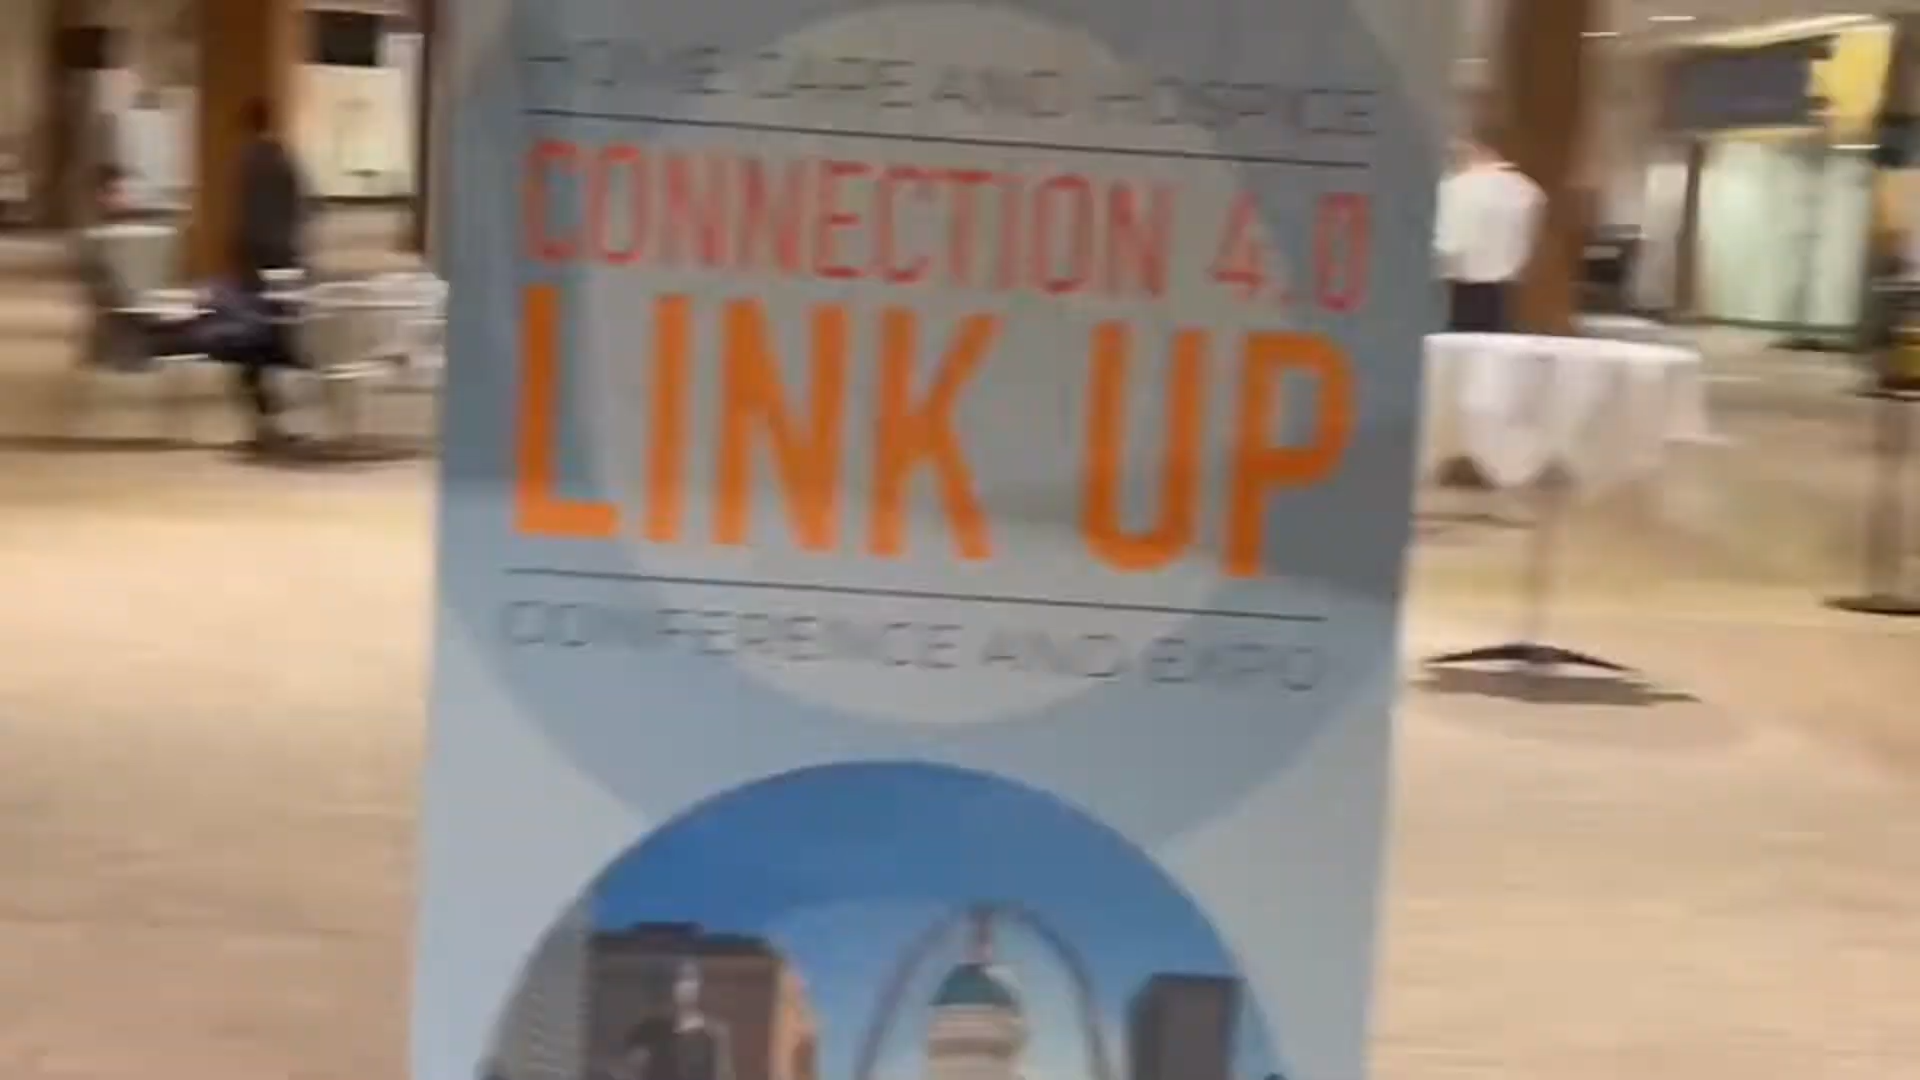 HOME CARE AND HOSPICE
CONNECTION 4.0
LINK UP
CONFERENCE AND EXPO